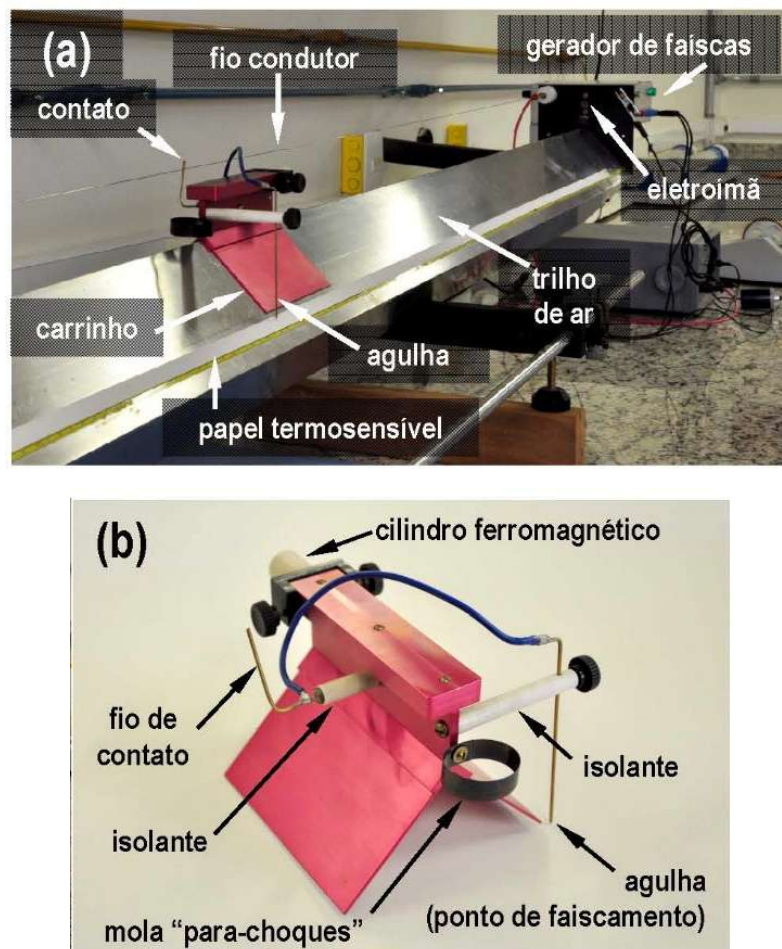 (a)
fio condutor
gerador de faíscas
contato
eletroímã
trilho
de ar
carrinho
agulha
papel termosensível
(b)
cilindro ferromagnético
fio de
contato
isolante
isolante
agulha
(ponto de faiscamento)
mola “para-choques”